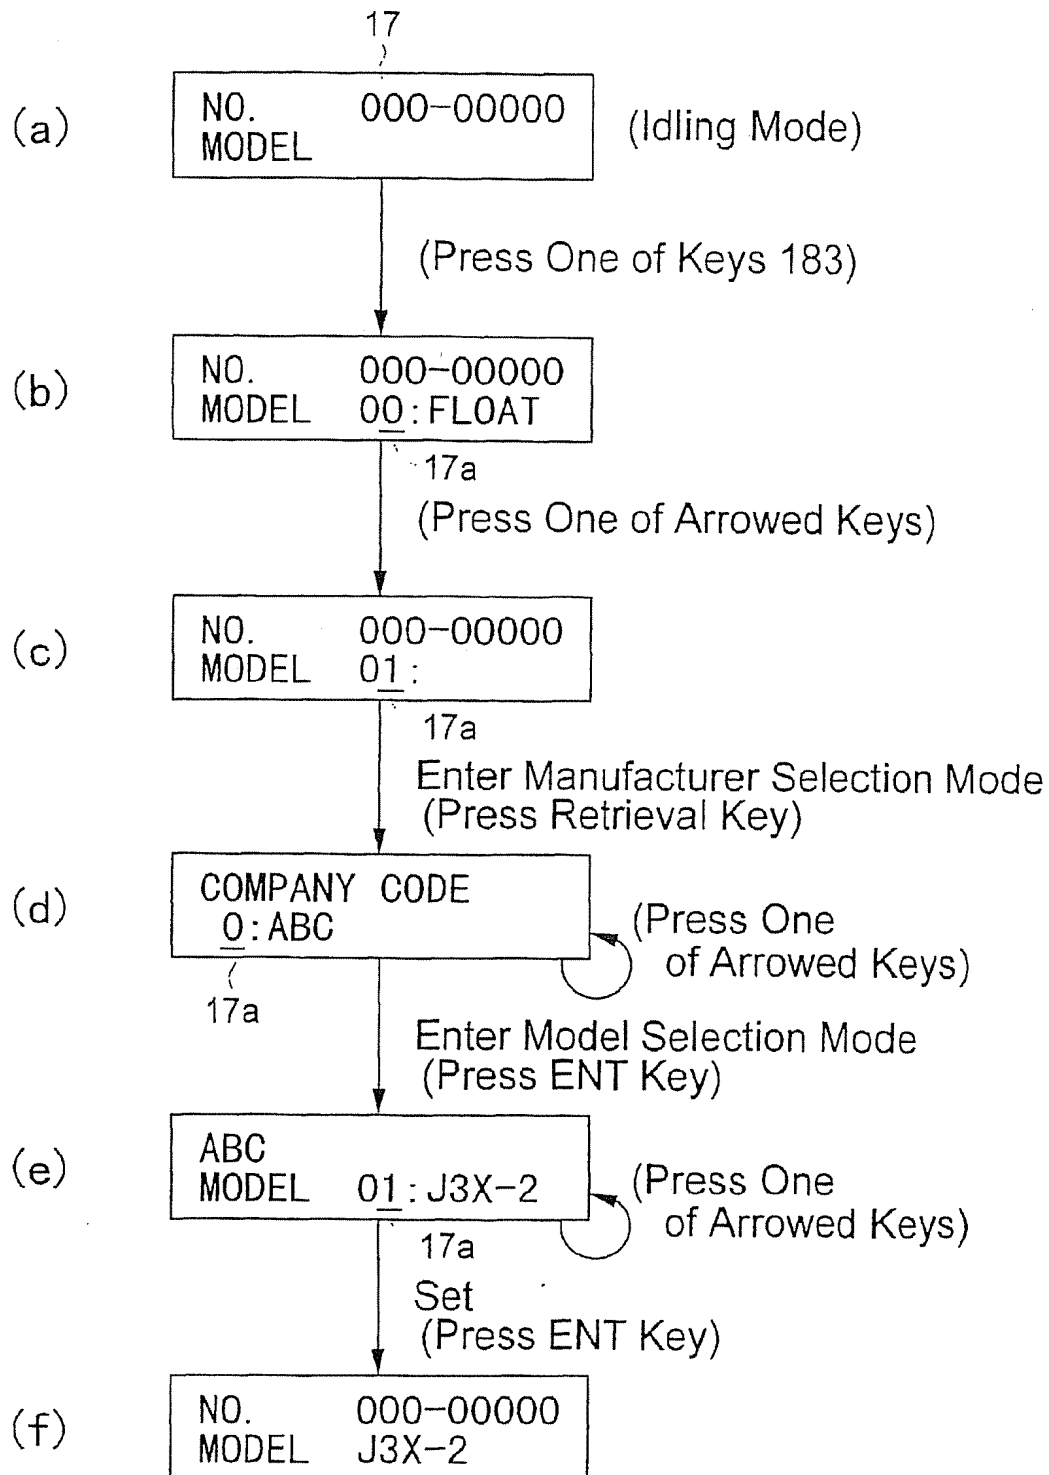 17
(a)
NO. 000-00000
MODEL
(Idling Mode)
(Press One of Keys 183)
(b)
NO. 000-00000
MODEL 00:FLOAT
17a
(Press One of Arrowed Keys)
(c)
NO. 000-00000
MODEL 01:
17a
Enter Manufacturer Selection Mode
(Press Retrieval Key)
(d)
COMPANY CODE
0:ABC
(Press One
of Arrowed Keys)
17a
Enter Model Selection Mode
(Press ENT Key)
(e)
ABC
MODEL 01:J3X-2
(Press One
of Arrowed Keys)
17a
Set
(Press ENT Key)
(f)
NO. 000-00000
MODEL J3X-2